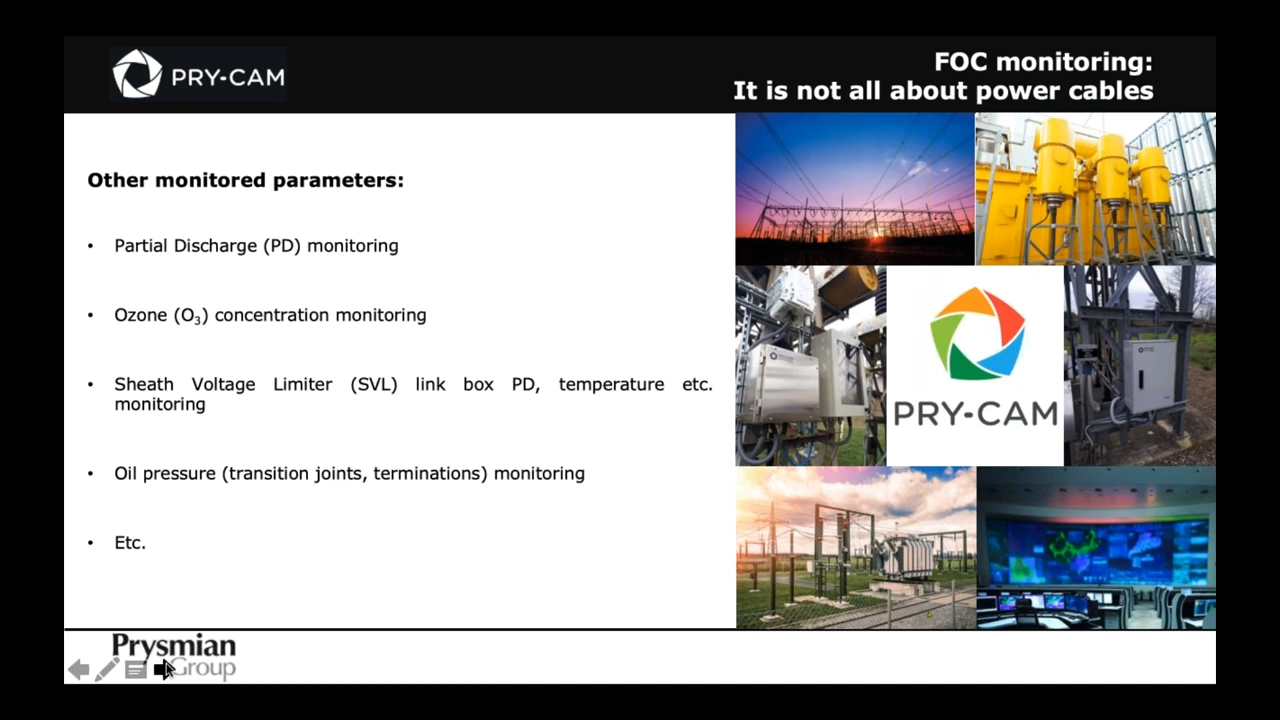 PRY-CAM
FOC monitoring:
It is not all about power cables
Other monitored parameters:
• Partial Discharge (PD) monitoring
• Ozone (O₃) concentration monitoring
• Sheath Voltage Limiter (SVL) link box PD, temperature etc.
monitoring
• Oil pressure (transition joints, terminations) monitoring
• Etc.
PRY-CAM
Prysmian
Group